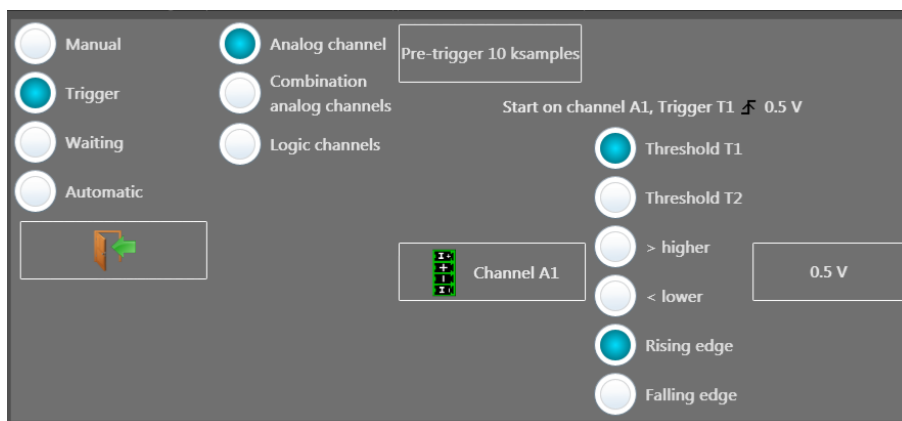 Manual
Trigger
Waiting
Automatic
Analog channel
Combination
analog channels
Logic channels
Pre-trigger 10 ksamples
Start on channel A1, Trigger T1 0.5 V
Threshold T1
Threshold T2
> higher
< lower
Rising edge
Falling edge
Channel A1
0.5 V